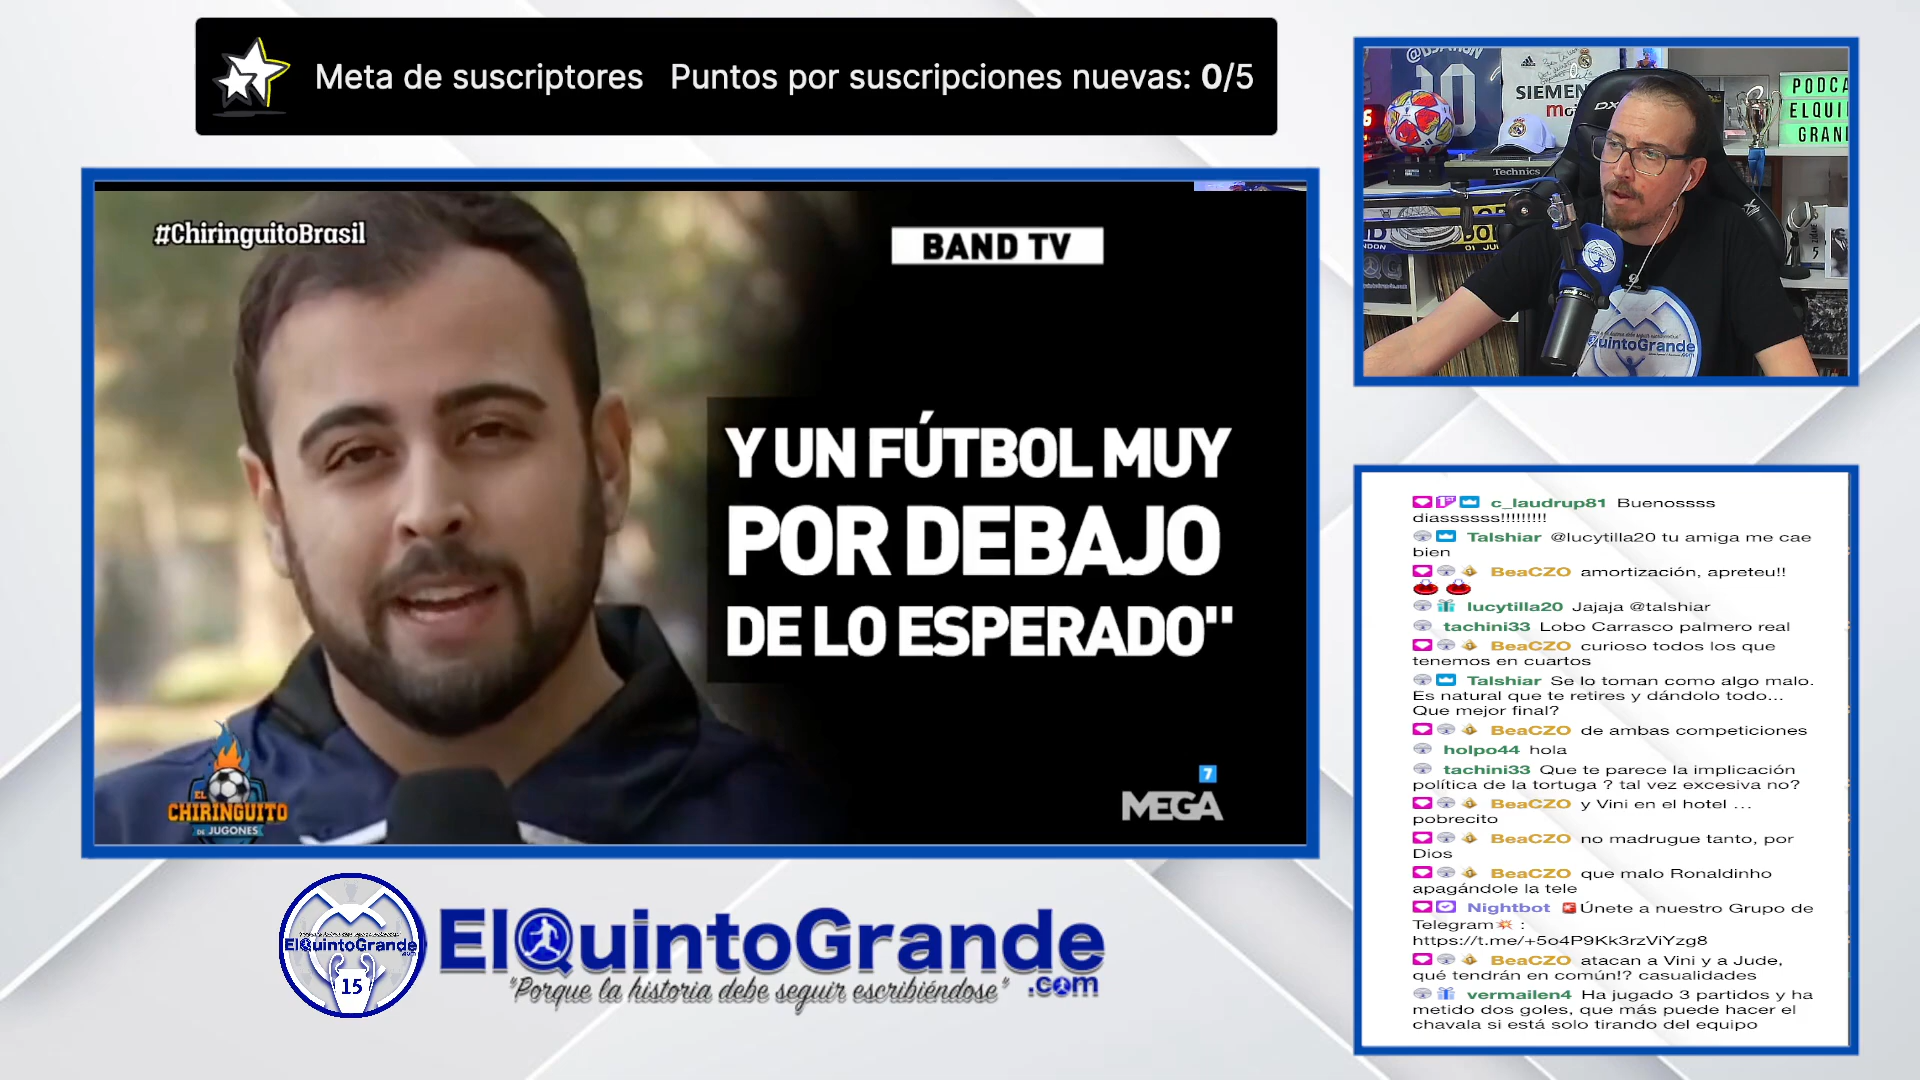 Meta de suscriptores Puntos por suscripciones nuevas: 0/5
#ChiringuitoBrasil
BAND TV
Y UN FÚTBOL MUY
POR DEBAJO
DE LO ESPERADO"
EL
CHIRINGUITO
DE JUGONES
7
MEGA
10
SIEMEN
Technics
DX
PODCA
ELQUI
GRAN
QuintoGrande
.com
c_laudrup81 Buenossss
diassssss!!!!!!!!!
Talshiar @lucytilla20 tu amiga me cae
bien
BeaCZO amortización, apreteu!!
lucytilla20 Jajaja @talshiar
tachini33 Lobo Carrasco palmero real
BeaCZO curioso todos los que
tenemos en cuartos
Talshiar Se lo toman como algo malo.
Es natural que te retires y dándolo todo...
Que mejor final?
BeaCZO de ambas competiciones
holpo44 hola
tachini33 Que te parece la implicación
política de la tortuga ? tal vez excesiva no?
BeaCZO y Vini en el hotel ...
pobrecito
BeaCZO no madrugue tanto, por
Dios
BeaCZO que malo Ronaldinho
apagándole la tele
Nightbot Únete a nuestro Grupo de
Telegram :
https://t.me/+5o4P9Kk3rzViYzg8
BeaCZO atacan a Vini y a Jude,
qué tendrán en común!? casualidades
vermailen4 Ha jugado 3 partidos y ha
metido dos goles, que más puede hacer el
chavala si está solo tirando del equipo
ElQuintoGrande
.com
15
ElQuintoGrande
"Porque la historia debe seguir escribiéndose" .com